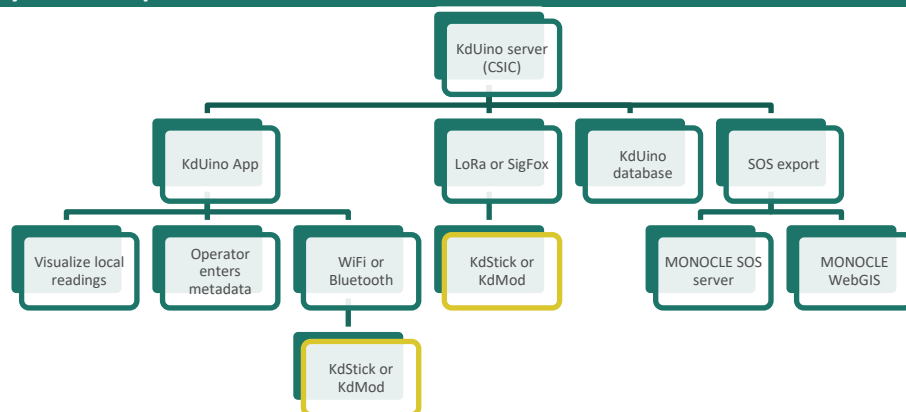 KdUino server
(CSIC)
KdUino App
LoRa or SigFox
KdUino
database
SOS export
Visualize local
readings
Operator
enters
metadata
WiFi or
Bluetooth
KdStick or
KdMod
MONOCLE SOS
server
MONOCLE
WebGIS
KdStick or
KdMod